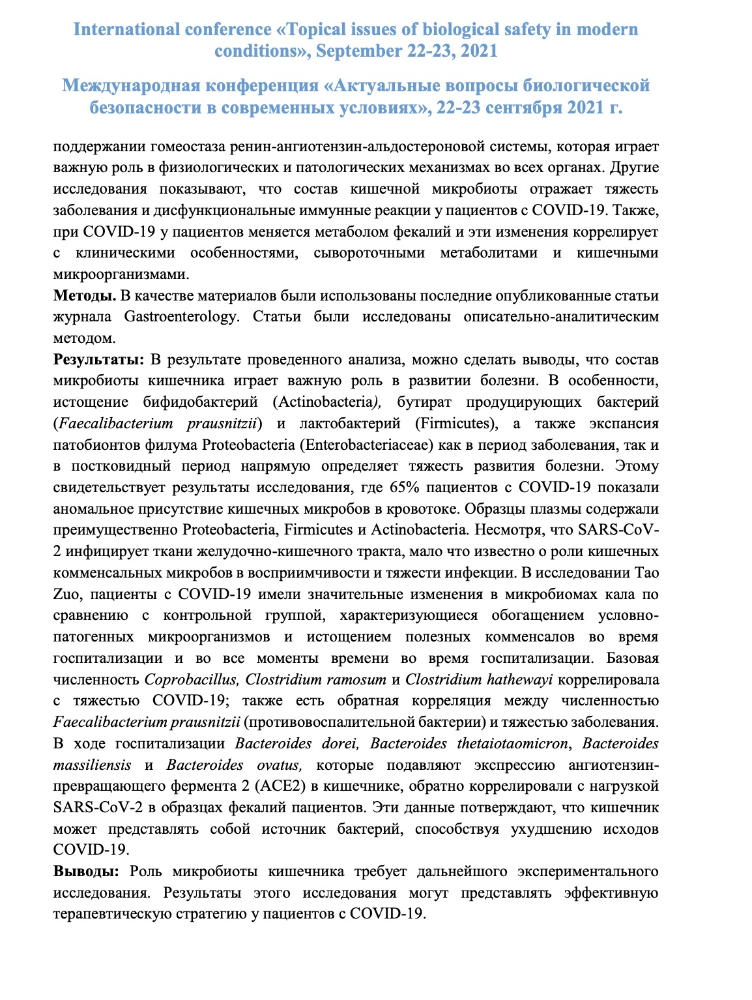 International conference «Topical issues of biological safety in modern
conditions», September 22-23, 2021
Международная конференция «Актуальные вопросы биологической
безопасности в современных условиях», 22-23 сентября 2021 г.
поддержании гомеостаза ренин-ангиотензин-альдостероновой системы, которая играет
важную роль в физиологических и патологических механизмах во всех органах. Другие
исследования показывают, что состав кишечной микробиоты отражает тяжесть
заболевания и дисфункциональные иммунные реакции у пациентов с COVID-19. Также,
при COVID-19 у пациентов меняется метаболом фекалий и эти изменения коррелирует
с клиническими особенностями, сывороточными метаболитами и кишечными
микроорганизмами.
Методы. В качестве материалов были использованы последние опубликованные статьи
журнала Gastroenterology. Статьи были исследованы описательно-аналитическим
методом.
Результаты: В результате проведенного анализа, можно сделать выводы, что состав
микробиоты кишечника играет важную роль в развитии болезни. В особенности,
истощение бифидобактерий (Actinobacteria), бутират продуцирующих бактерий
(Faecalibacterium prausnitzii) и лактобактерий (Firmicutes), а также экспансия
патобионтов филума Proteobacteria (Enterobacteriaceae) как в период заболевания, так и
в постковидный период напрямую определяет тяжесть развития болезни. Этому
свидетельствует результаты исследования, где 65% пациентов с COVID-19 показали
аномальное присутствие кишечных микробов в кровотоке. Образцы плазмы содержали
преимущественно Proteobacteria, Firmicutes и Actinobacteria. Несмотря, что SARS-CoV-
2 инфицирует ткани желудочно-кишечного тракта, мало что известно о роли кишечных
комменсальных микробов в восприимчивости и тяжести инфекции. В исследовании Tao
Zuo, пациенты с COVID-19 имели значительные изменения в микробиомах кала по
сравнению с контрольной группой, характеризующиеся обогащением условно-
патогенных микроорганизмов и истощением полезных комменсалов во время
госпитализации и во все моменты времени во время госпитализации. Базовая
численность Coprobacillus, Clostridium ramosum и Clostridium hathewayi коррелировала
с тяжестью COVID-19; также есть обратная корреляция между численностью
Faecalibacterium prausnitzii (противовоспалительной бактерии) и тяжестью заболевания.
В ходе госпитализации Bacteroides dorei, Bacteroides thetaiotaomicron, Bacteroides
massiliensis и Bacteroides ovatus, которые подавляют экспрессию ангиотензин-
превращающего фермента 2 (ACE2) в кишечнике, обратно коррелировали с нагрузкой
SARS-CoV-2 в образцах фекалий пациентов. Эти данные потверждают, что кишечник
может представлять собой источник бактерий, способствуя ухудшению исходов
COVID-19.
Выводы: Роль микробиоты кишечника требует дальнейшого экспериментального
исследования. Результаты этого исследования могут представлять эффективную
терапевтическую стратегию у пациентов с COVID-19.